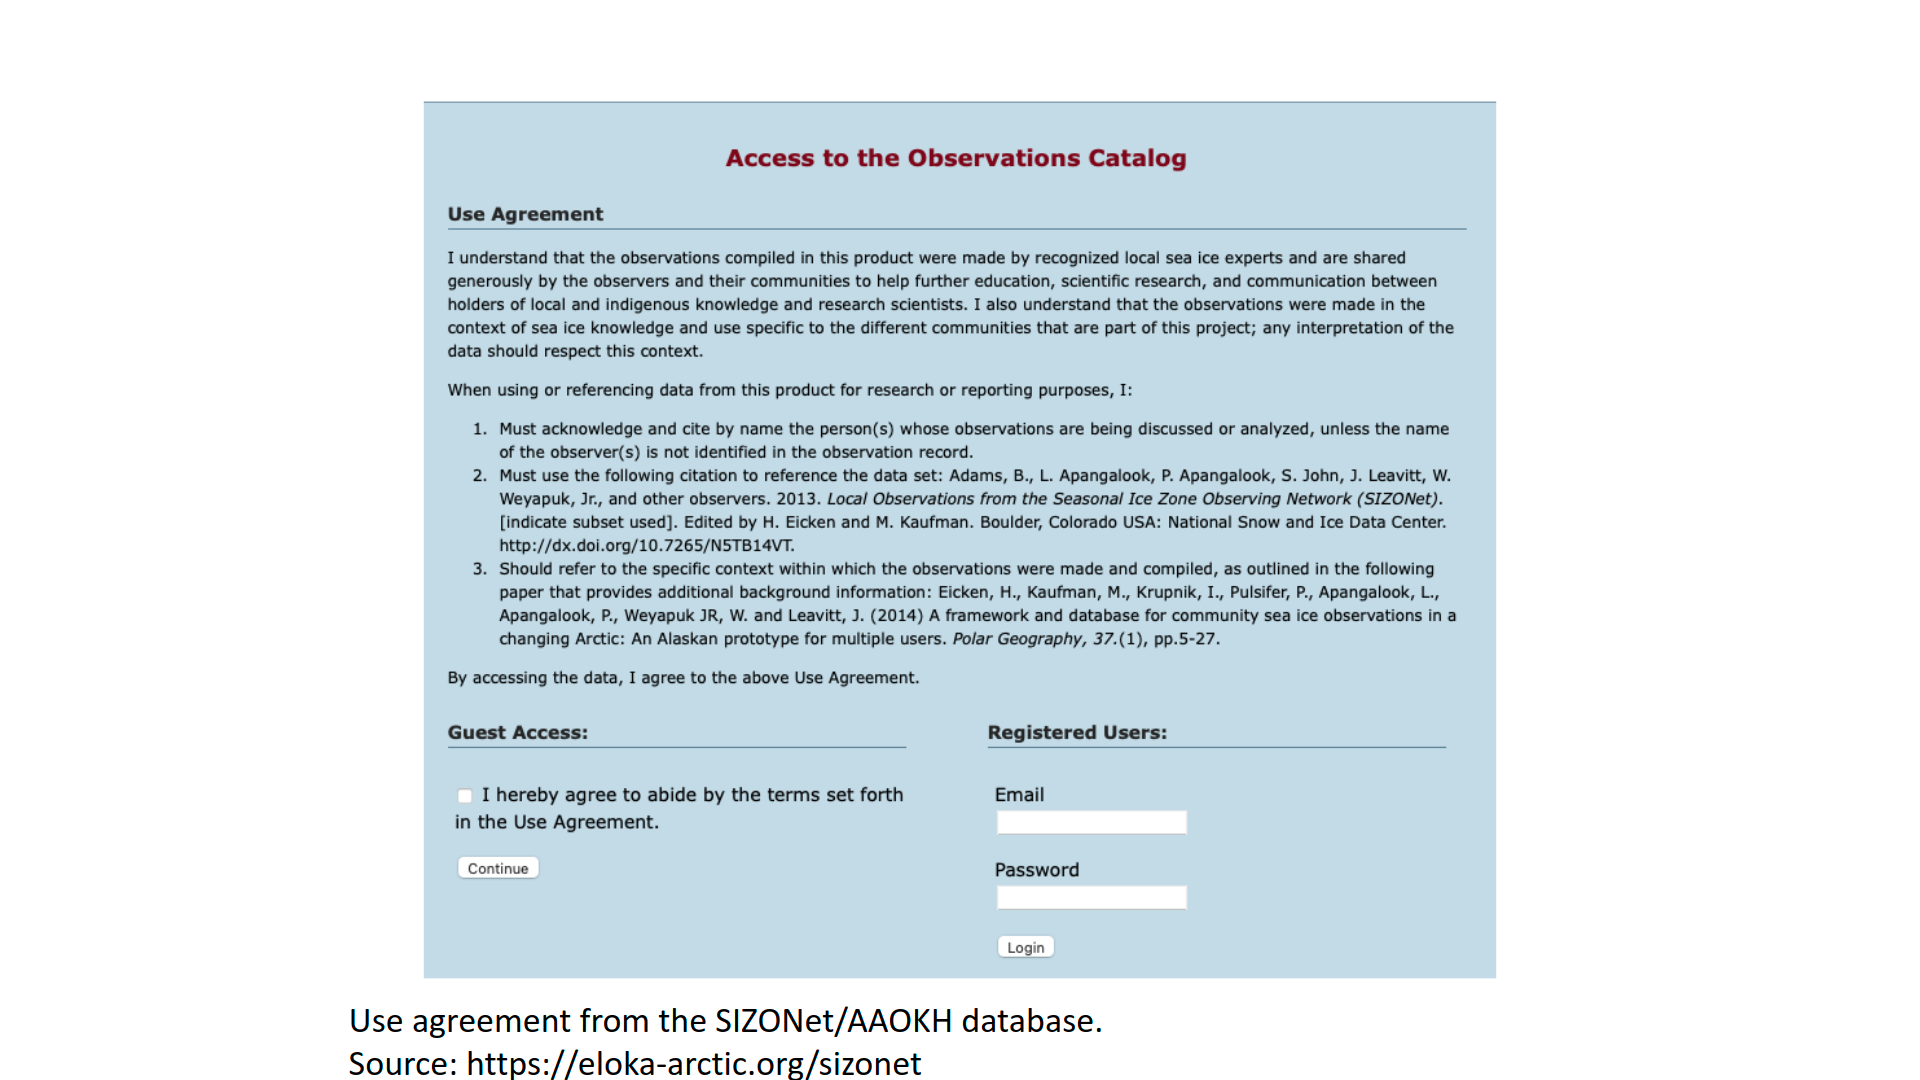 Access to the Observations Catalog
Use Agreement
I understand that the observations compiled in this product were made by recognized local sea ice experts and are shared
generously by the observers and their communities to help further education, scientific research, and communication between
holders of local and indigenous knowledge and research scientists. I also understand that the observations were made in the
context of sea ice knowledge and use specific to the different communities that are part of this project; any interpretation of the
data should respect this context.
When using or referencing data from this product for research or reporting purposes, I:
1. Must acknowledge and cite by name the person(s) whose observations are being discussed or analyzed, unless the name
of the observer(s) is not identified in the observation record.
2. Must use the following citation to reference the data set: Adams, B., L. Apangalook, P. Apangalook, S. John, J. Leavitt, W.
Weyapuk, Jr., and other observers. 2013. Local Observations from the Seasonal Ice Zone Observing Network (SIZONet).
[indicate subset used]. Edited by H. Eicken and M. Kaufman. Boulder, Colorado USA: National Snow and Ice Data Center.
http://dx.doi.org/10.7265/N5TB14VT.
3. Should refer to the specific context within which the observations were made and compiled, as outlined in the following
paper that provides additional background information: Eicken, H., Kaufman, M., Krupnik, I., Pulsifer, P., Apangalook, L.,
Apangalook, P., Weyapuk JR, W. and Leavitt, J. (2014) A framework and database for community sea ice observations in a
changing Arctic: An Alaskan prototype for multiple users. Polar Geography, 37.(1), pp.5-27.
By accessing the data, I agree to the above Use Agreement.
Guest Access:
I hereby agree to abide by the terms set forth
in the Use Agreement.
Continue
Registered Users:
Email
Password
Login
Use agreement from the SIZONet/AAOKH database.
Source: https://eloka-arctic.org/sizonet